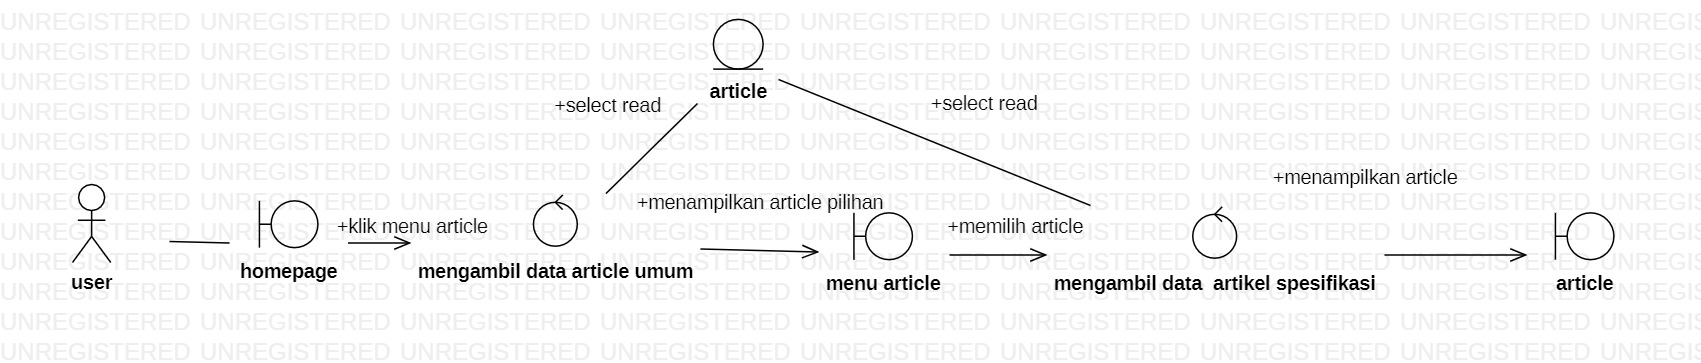 UNREGISTERED UNREGISTERED UNREGISTERED UNREGISTERED UNREGISTERED UNREGISTERED UNREGISTERED UNREGISTERED
article
+select read
+select read
+menampilkan article
+menampilkan article pilihan
+klik menu article
+memilih article
user
homepage
mengambil data article umum
menu article
mengambil data  artikel spesifikasi
article